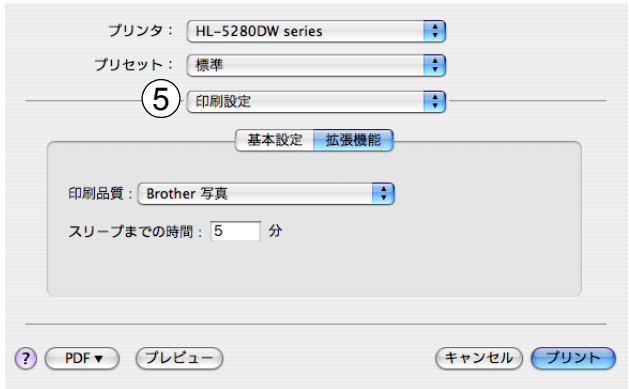 プリンタ： HL-5280DW series
プリセット： 標準
⑤ 印刷設定
基本設定 拡張機能
印刷品質： Brother 写真
スリープまでの時間： 5 分
? PDF▼ プレビュー キャンセル プリント